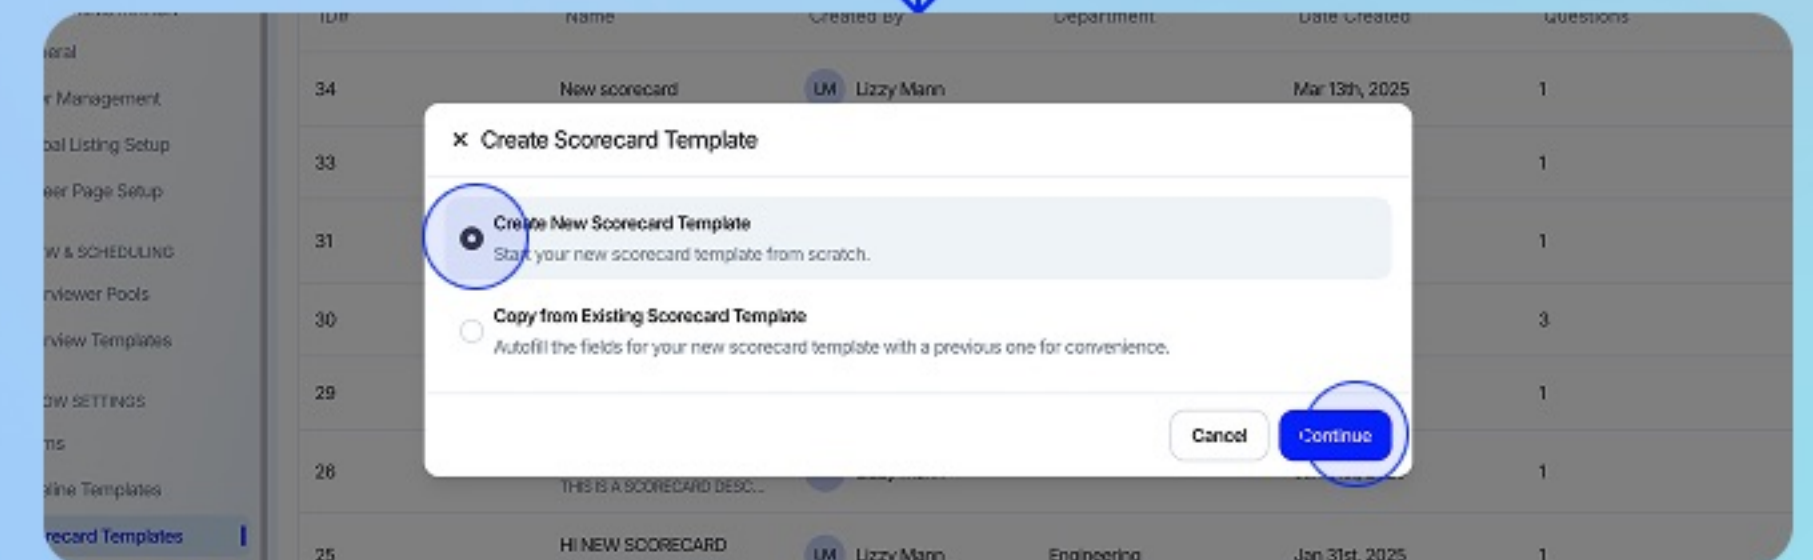 ID#
Name
Created By
Department
Date Created
Questions
eral
r Management
34
New scorecard
LM
Lizzy Mann
Mar 13th, 2025
1
Create Scorecard Template
bal Listing Setup
33
1
eer Page Setup
Create New Scorecard Template
Start your new scorecard template from scratch.
W & SCHEDULING
31
1
rviewer Pools
rview Templates
30
3
Copy from Existing Scorecard Template
Autofill the fields for your new scorecard template with a previous one for convenience.
OW SETTINGS
29
1
ms
Cancel
Continue
eline Templates
26
THIS IS A SCORECARD DESC...
1
recard Templates
25
HI NEW SCORECARD
LM
Lizzy Mann
Engineering
Jan 31st, 2025
1